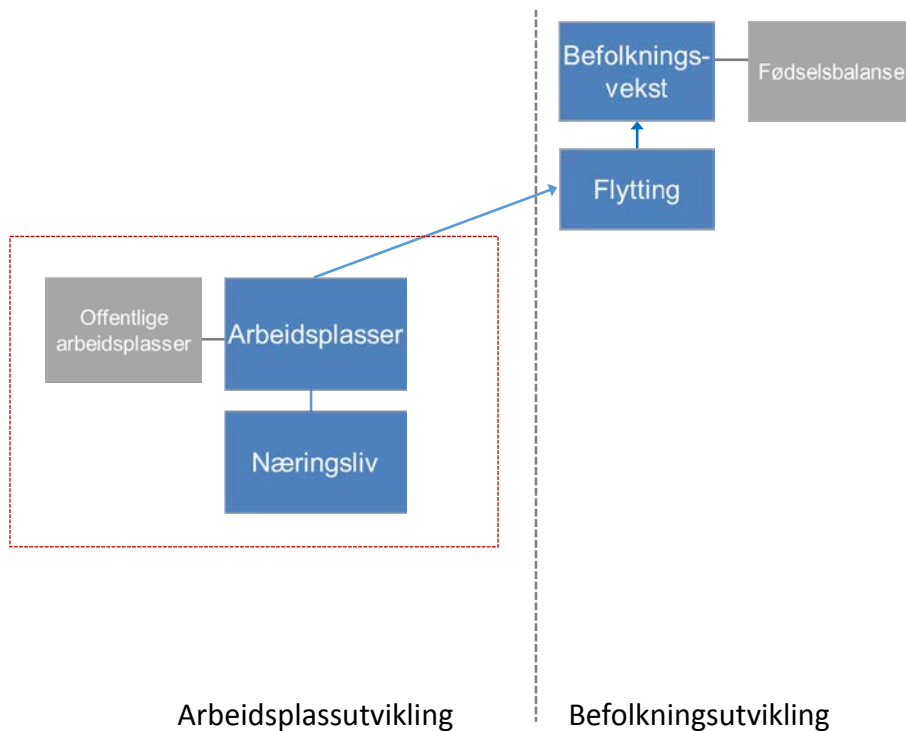 Befolknings-
vekst
Fødselsbalanse
Flytting
Offentlige
arbeidsplasser
Arbeidsplasser
Næringsliv
Arbeidsplassutvikling
Befolkningsutvikling